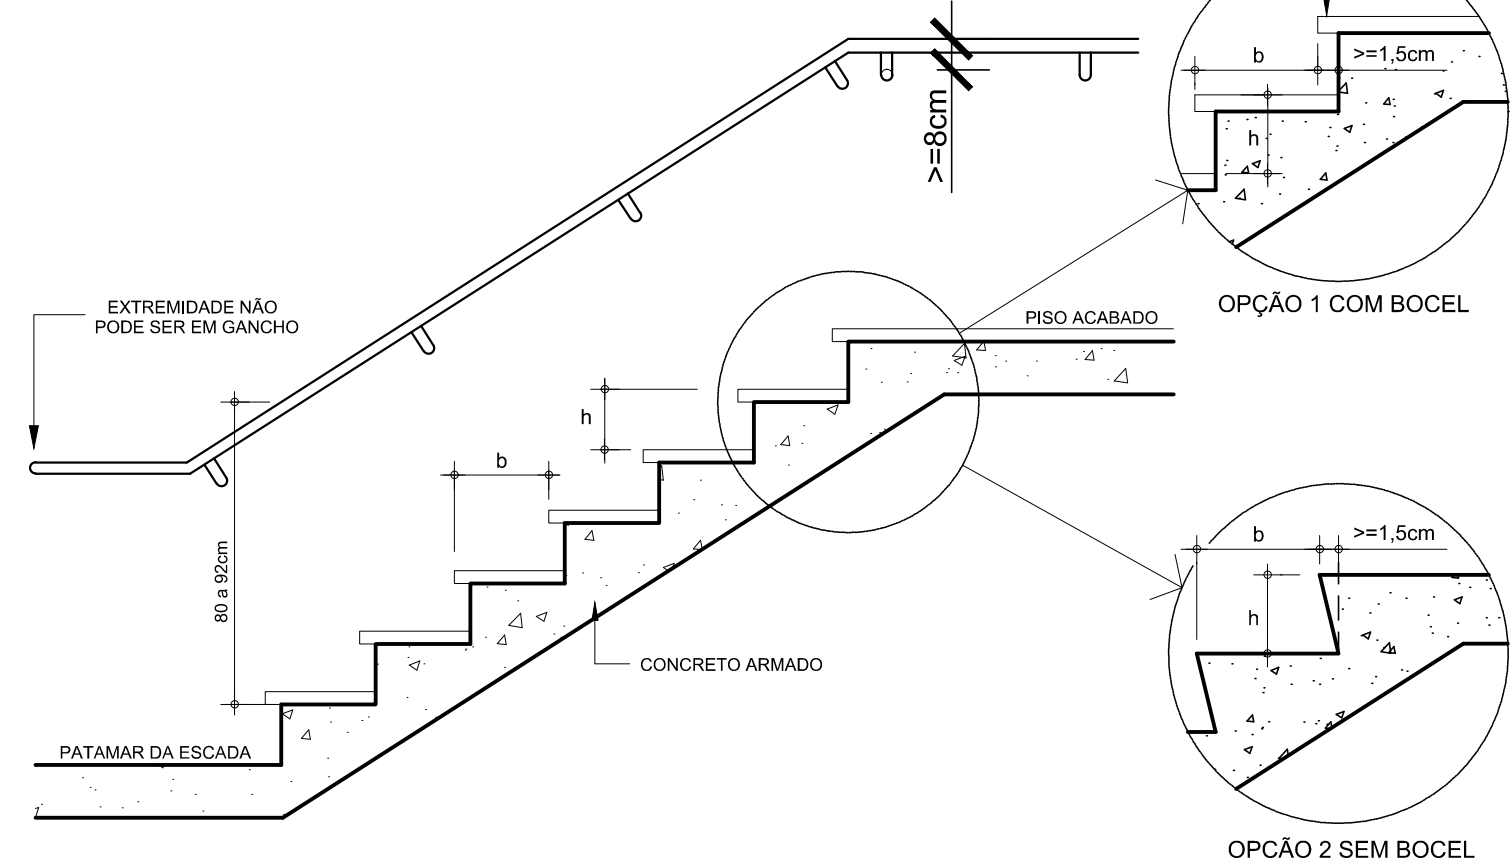 b
>=1,5cm
h
>=8cm
OPÇÃO 1 COM BOCEL
EXTREMIDADE NÃO
PODE SER EM GANCHO
PISO ACABADO
h
b
80 a 92cm
b
>=1,5cm
h
CONCRETO ARMADO
PATAMAR DA ESCADA
OPÇÃO 2 SEM BOCEL